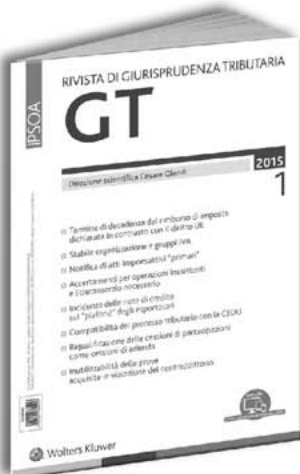 IPSOA
RIVISTA DI GIURISPRUDENZA TRIBUTARIA
GT
2015
Direzione scientifica Cesare Glendi
1
Termine di decadenza del rimborso di imposta
dichiarata in contrasto con il diritto UE
Stabile organizzazione e gruppi IVA
Notifica di atti impositivi "primari"
Accertamenti per operazioni inesistenti
e litisconsorzio necessario
Incidenza delle note di credito
sul "plafond" degli esportatori
Compatibilità del processo tributario con la CEDU
Riqualificazione delle cessioni di partecipazioni
come cessioni di azienda
Inutilizzabilità delle prove
acquisite in violazione del contraddittorio
Wolters Kluwer